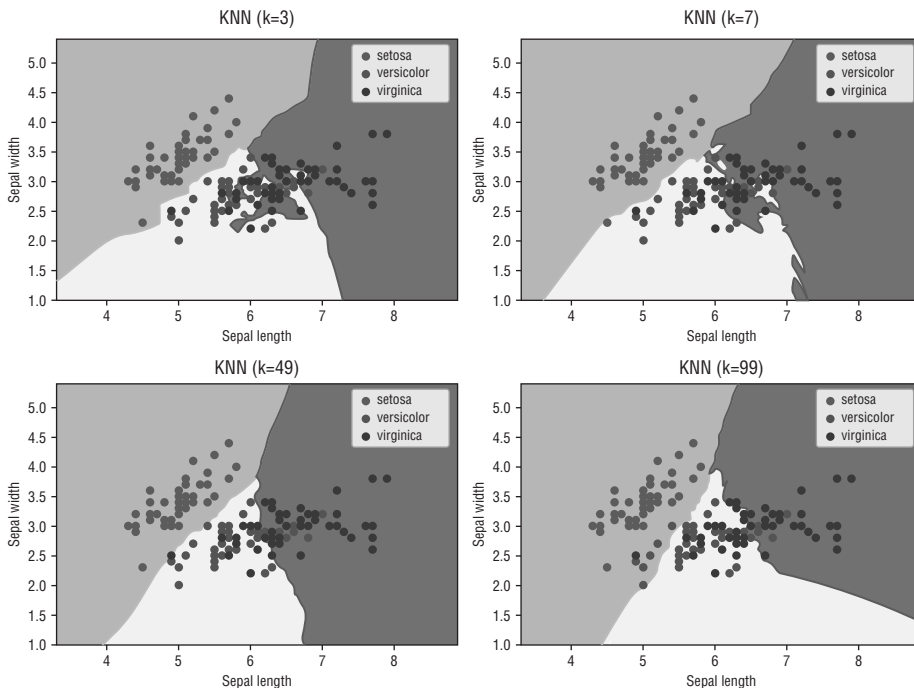 KNN (k=3)
setosa
versicolor
virginica
5.0
4.5
4.0
3.5
3.0
2.5
2.0
1.5
1.0
Sepal width
4 5 6 7 8
Sepal length
KNN (k=7)
setosa
versicolor
virginica
5.0
4.5
4.0
3.5
3.0
2.5
2.0
1.5
1.0
Sepal width
4 5 6 7 8
Sepal length
KNN (k=49)
setosa
versicolor
virginica
5.0
4.5
4.0
3.5
3.0
2.5
2.0
1.5
1.0
Sepal width
4 5 6 7 8
Sepal length
KNN (k=99)
setosa
versicolor
virginica
5.0
4.5
4.0
3.5
3.0
2.5
2.0
1.5
1.0
Sepal width
4 5 6 7 8
Sepal length